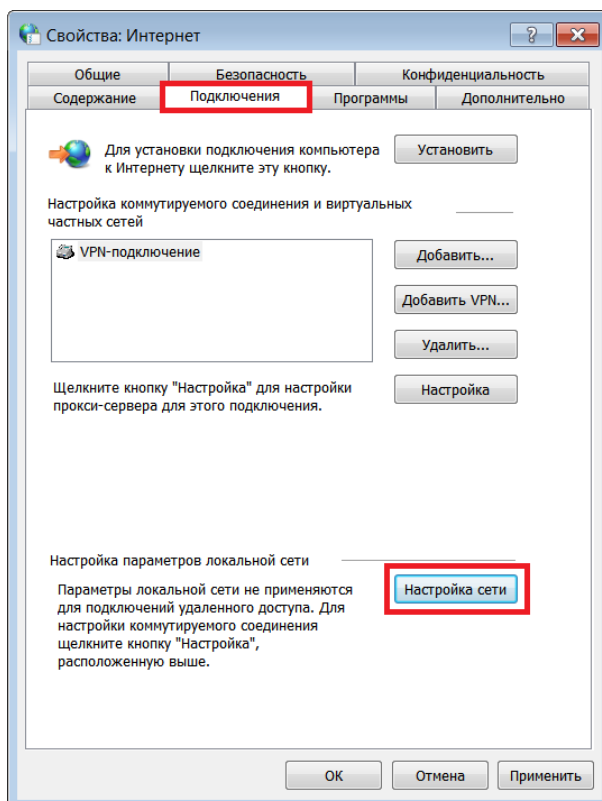 Свойства: Интернет
Общие
Безопасность
Конфиденциальность
Содержание
Подключения
Программы
Дополнительно
Для установки подключения компьютера
к Интернету щелкните эту кнопку.
Установить
Настройка коммутируемого соединения и виртуальных
частных сетей
VPN-подключение
Добавить...
Добавить VPN...
Удалить...
Щелкните кнопку "Настройка" для настройки
прокси-сервера для этого подключения.
Настройка
Настройка параметров локальной сети
Параметры локальной сети не применяются
для подключений удаленного доступа. Для
настройки коммутируемого соединения
щелкните кнопку "Настройка",
расположенную выше.
Настройка сети
ОК
Отмена
Применить